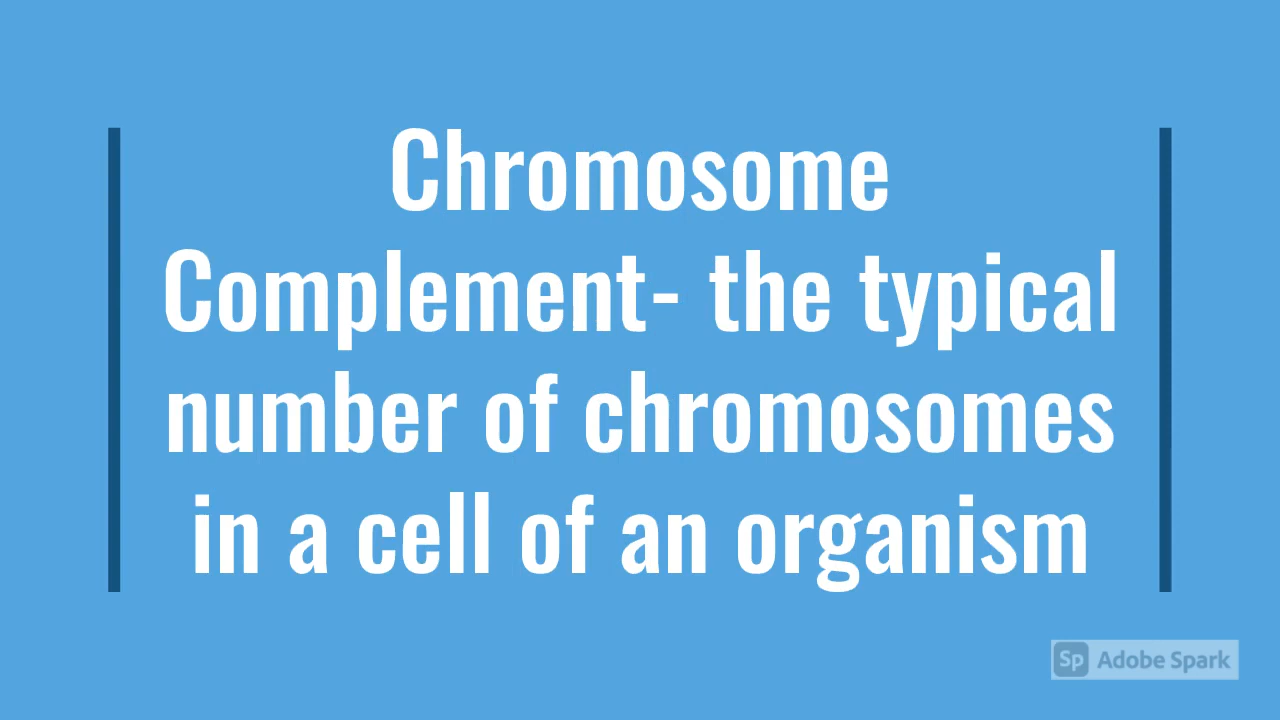 Chromosome
Complement- the typical
number of chromosomes
in a cell of an organism
Sp Adobe Spark